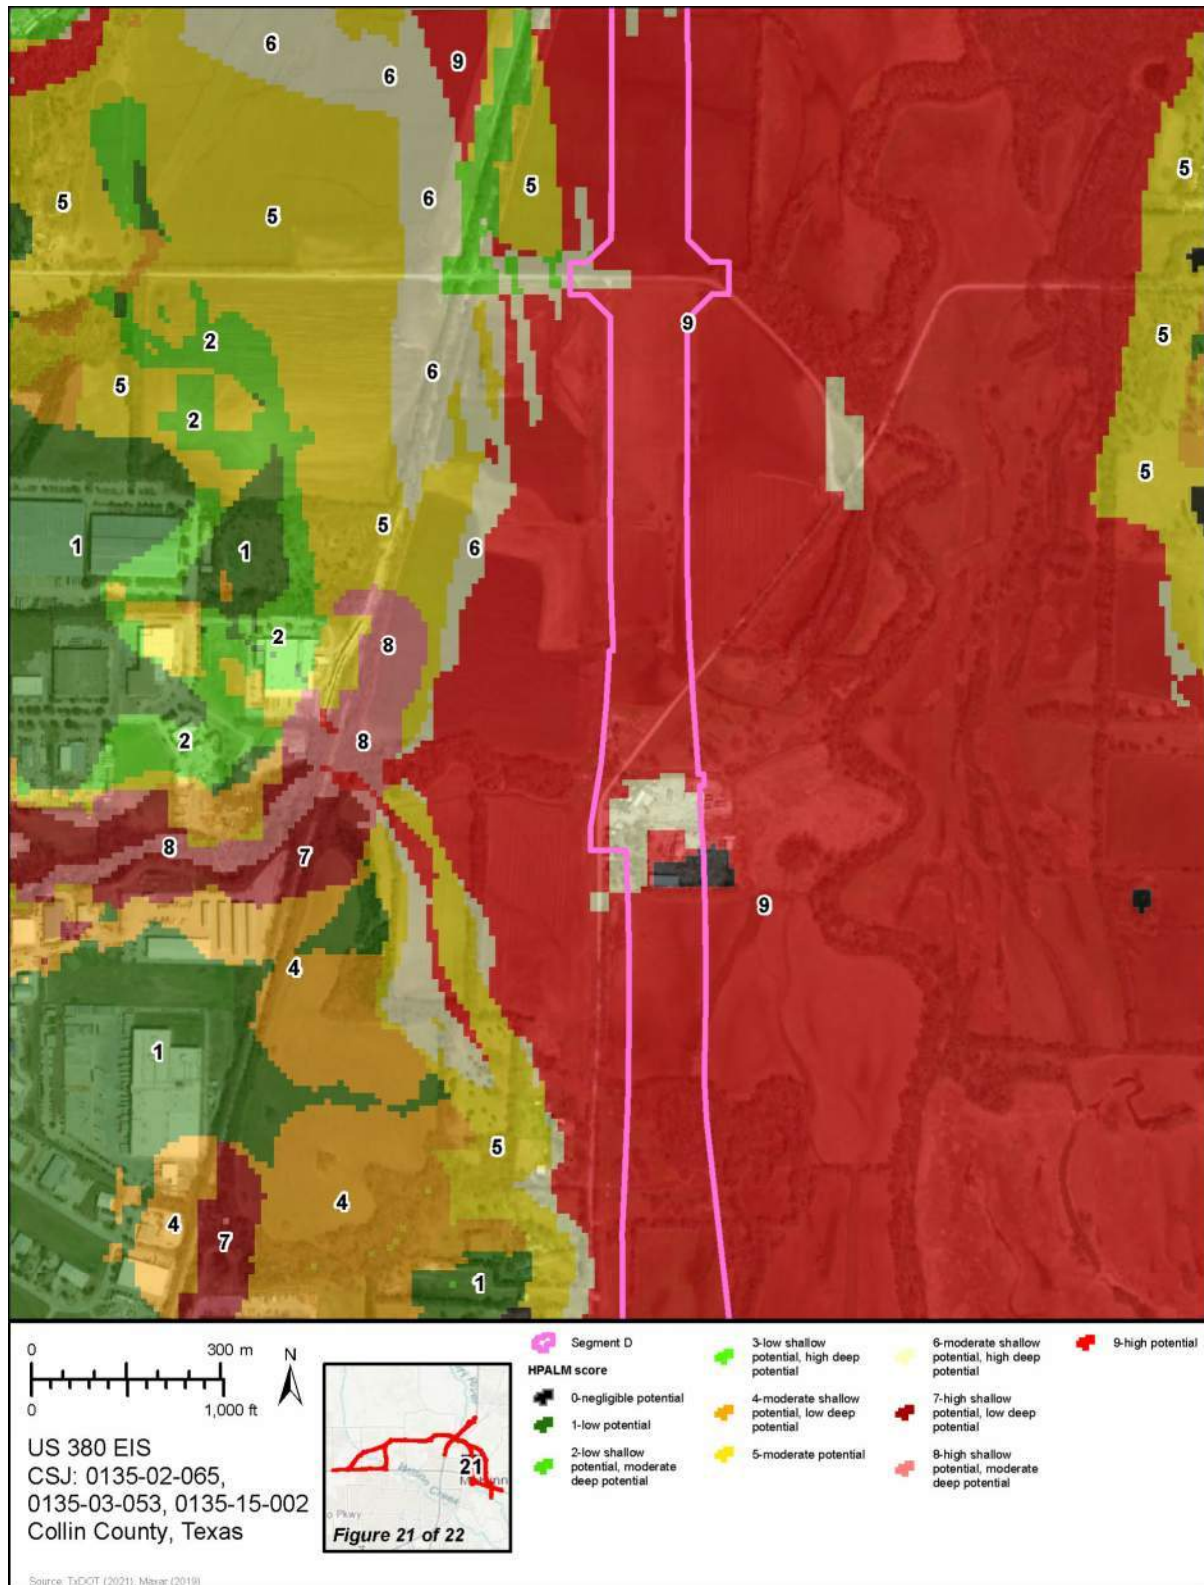 6
6
9
5
5
6
5
5
9
2
6
5
5
2
5
5
1
1
6
2
8
8
2
8
7
9
4
1
5
4
4
7
1
0 300 m
0 1,000 ft
N
US 380 EIS
CSJ: 0135-02-065,
0135-03-053, 0135-15-002
Collin County, Texas
Source: TxDOT (2021); Maxar (2019)
21
Figure 21 of 22
Segment D
HPALM score
0-negligible potential
1-low potential
2-low shallow
potential, moderate
deep potential
3-low shallow
potential, high deep
potential
4-moderate shallow
potential, low deep
potential
5-moderate potential
6-moderate shallow
potential, high deep
potential
7-high shallow
potential, low deep
potential
8-high shallow
potential, moderate
deep potential
9-high potential